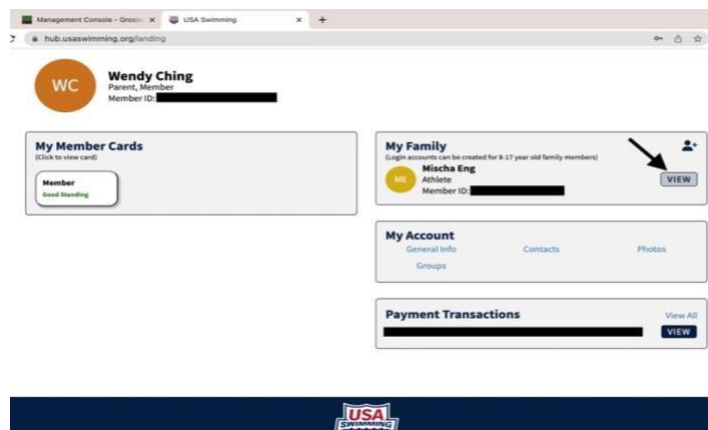 Management Console - Grosso
USA Swimming
hub.usaswimming.org/landing
WC
Wendy Ching
Parent, Member
Member ID:
My Member Cards
(Click to view card)
Member
Good Standing
My Family
(Login accounts can be created for 8-17 year old family members)
ME
Mischa Eng
Athlete
Member ID:
VIEW
My Account
General Info Contacts Photos
Groups
Payment Transactions View All
VIEW
USA
SWIMMING